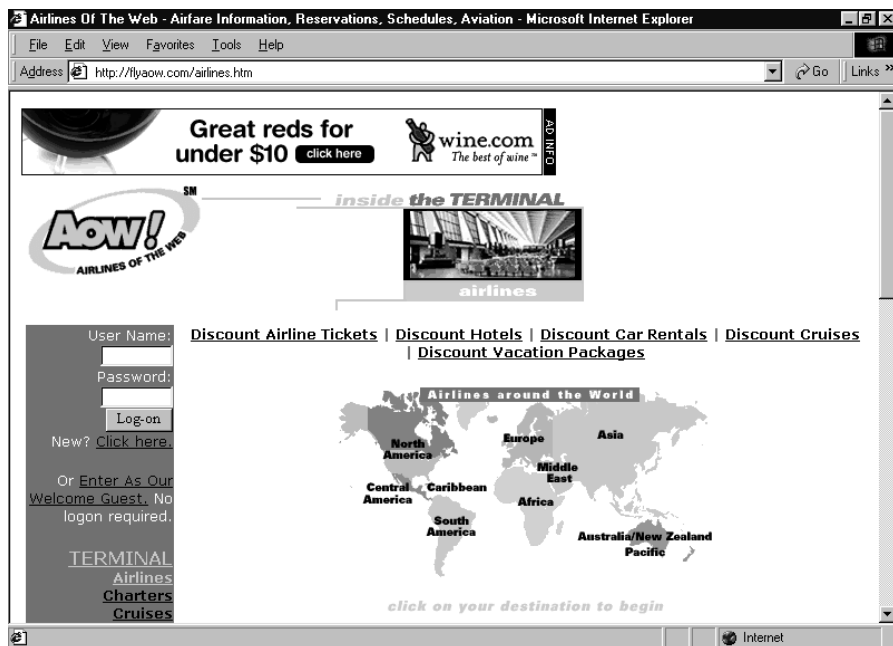 Airlines Of The Web - Airfare Information, Reservations, Schedules, Aviation - Microsoft Internet Explorer
File Edit View Favorites Tools Help
Address http://flyaow.com/airlines.htm Go Links »
Great reds for
under $10 click here
wine.com
The best of wine ™
AD INFO
SM
AOW!
AIRLINES OF THE WEB
inside the TERMINAL
airlines
User Name:
Password:
Log-on
New? Click here.
Or Enter As Our
Welcome Guest. No
logon required.
TERMINAL
Airlines
Charters
Cruises
Discount Airline Tickets | Discount Hotels | Discount Car Rentals | Discount Cruises
| Discount Vacation Packages
Airlines around the World
North
America
Europe
Asia
Middle
East
Central
America
Caribbean
Africa
South
America
Australia/New Zealand
Pacific
click on your destination to begin
Internet